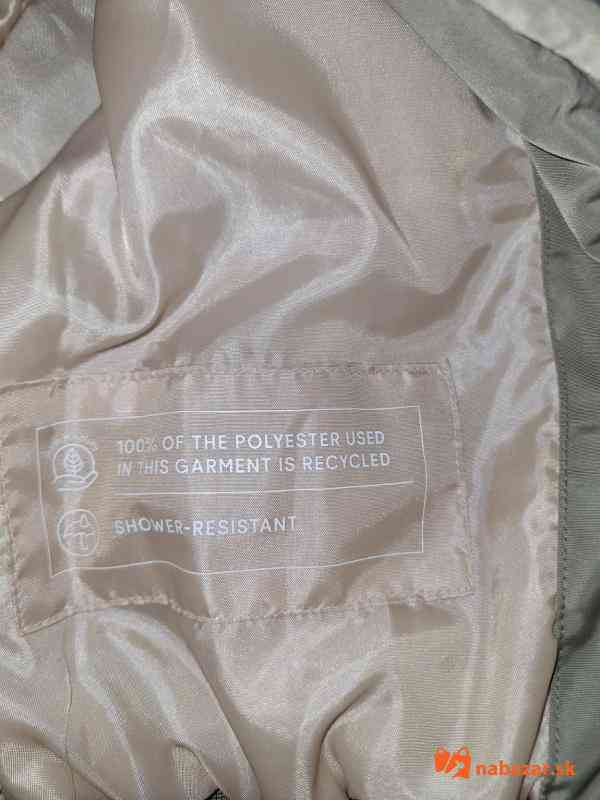 100% OF THE POLYESTER USED
IN THIS GARMENT IS RECYCLED
SHOWER-RESISTANT
nabazar.sk